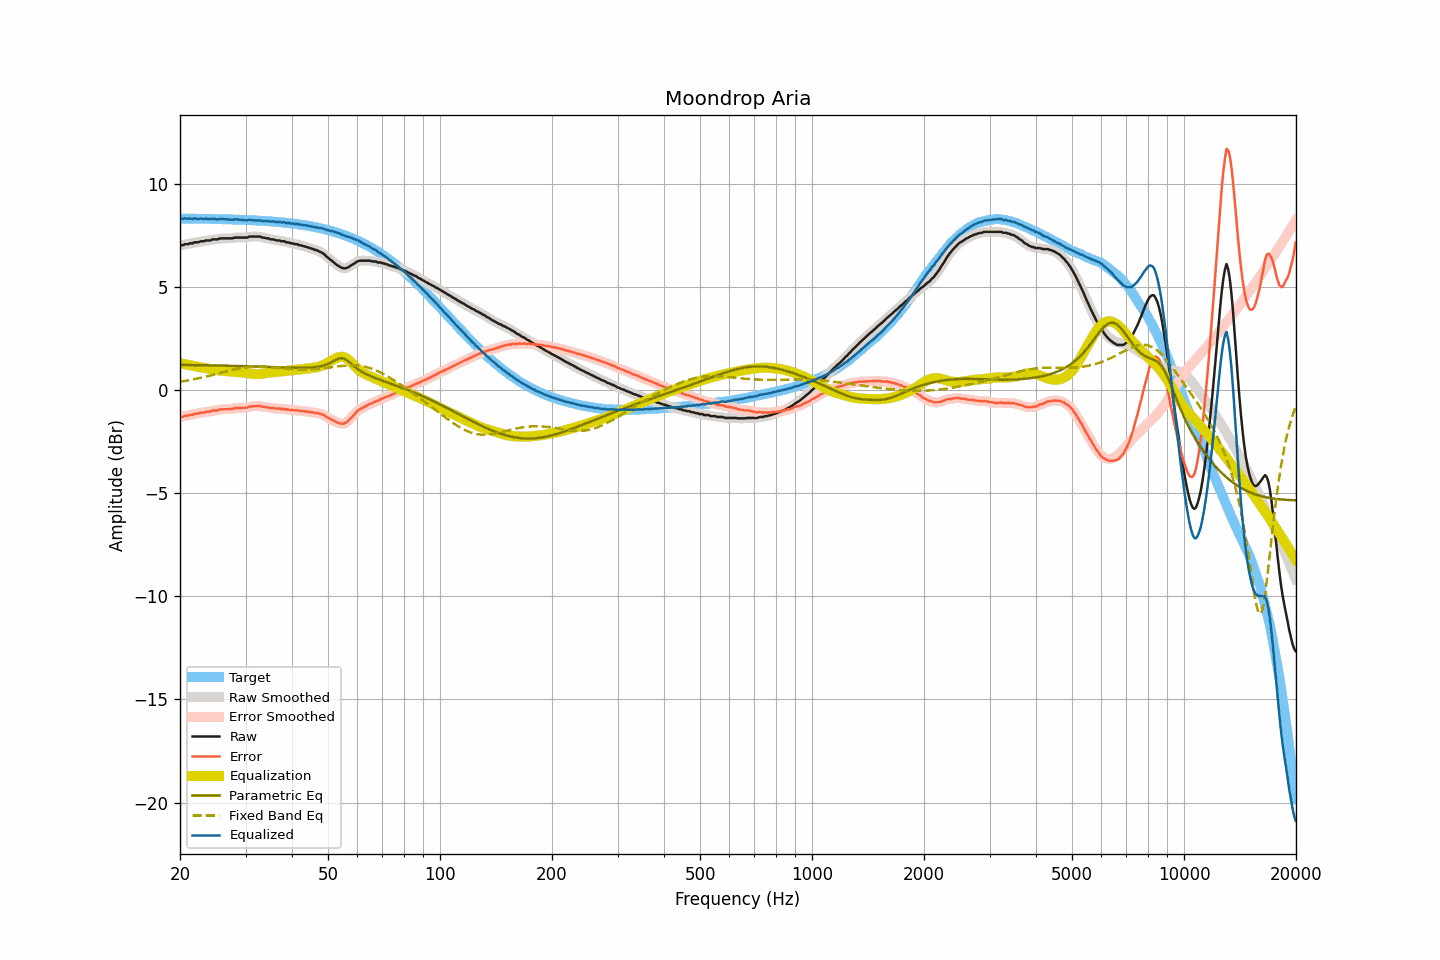 Moondrop Aria
10
5
0
−5
−10
−15
−20
Amplitude (dBr)
Target
Raw Smoothed
Error Smoothed
Raw
Error
Equalization
Parametric Eq
Fixed Band Eq
Equalized
20 50 100 200 500 1000 2000 5000 10000 20000
Frequency (Hz)